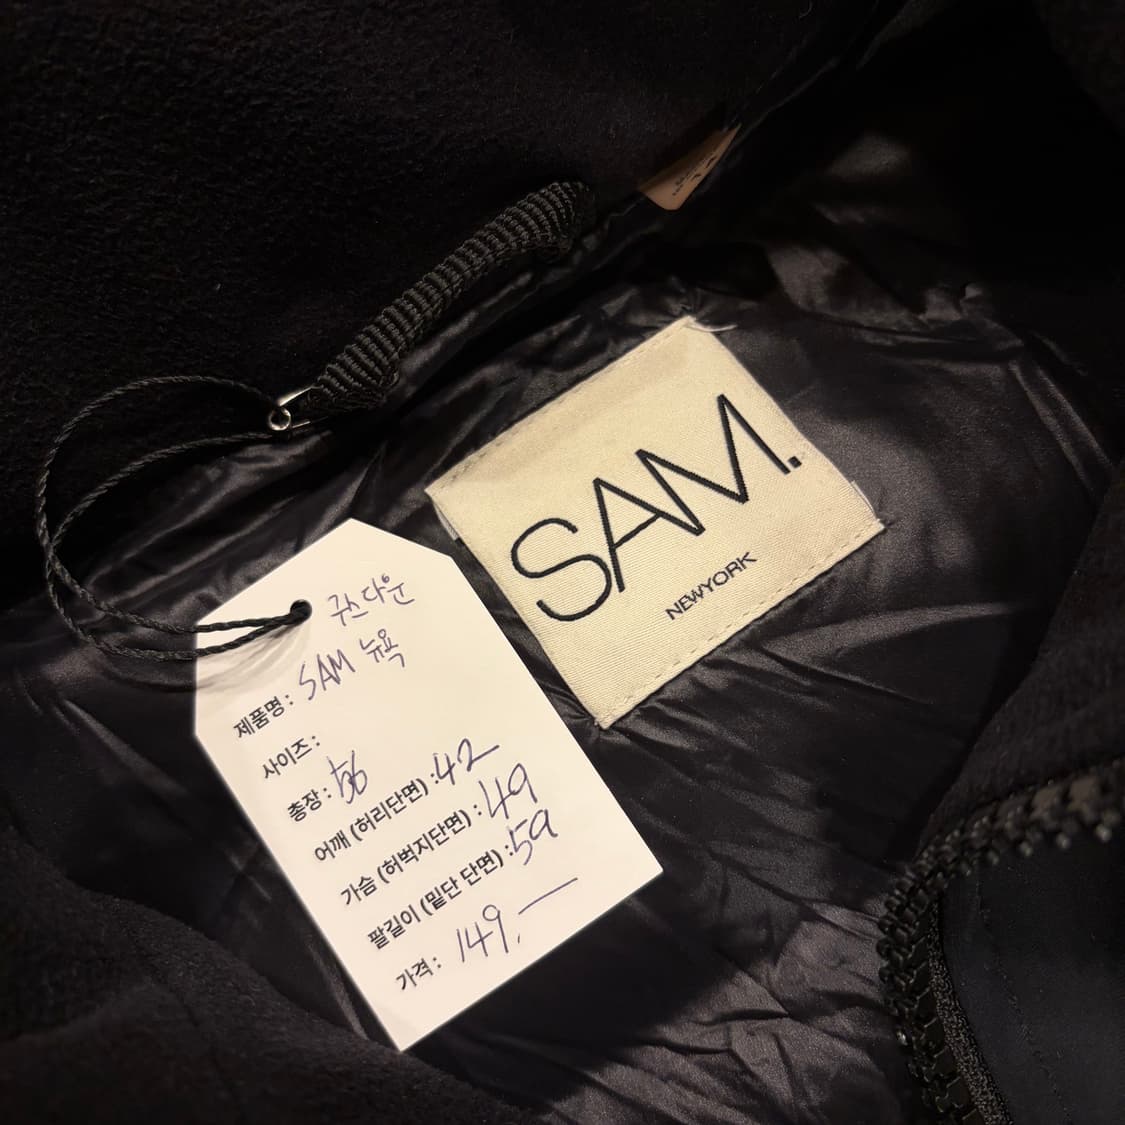 SAM.
NEWYORK
구스다운
제품명 : SAM 뉴욕
사이즈 :
총장 : 56
어깨 (허리단면) : 42
가슴 (허벅지단면) : 49
팔길이 (밑단 단면) : 59
가격 : 149,—